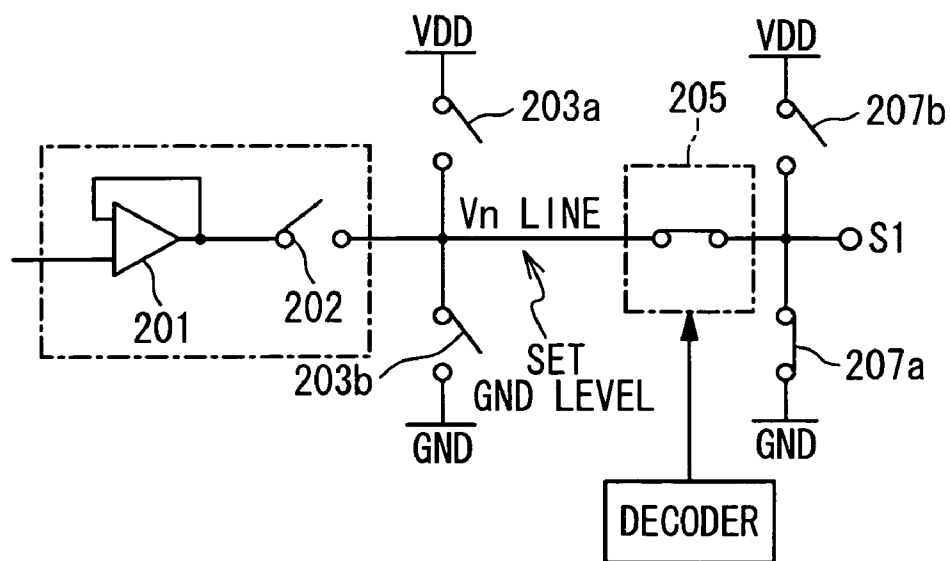 VDD
VDD
203a
205
207b
Vn LINE
S1
201
202
203b
SET
GND LEVEL
207a
GND
GND
DECODER